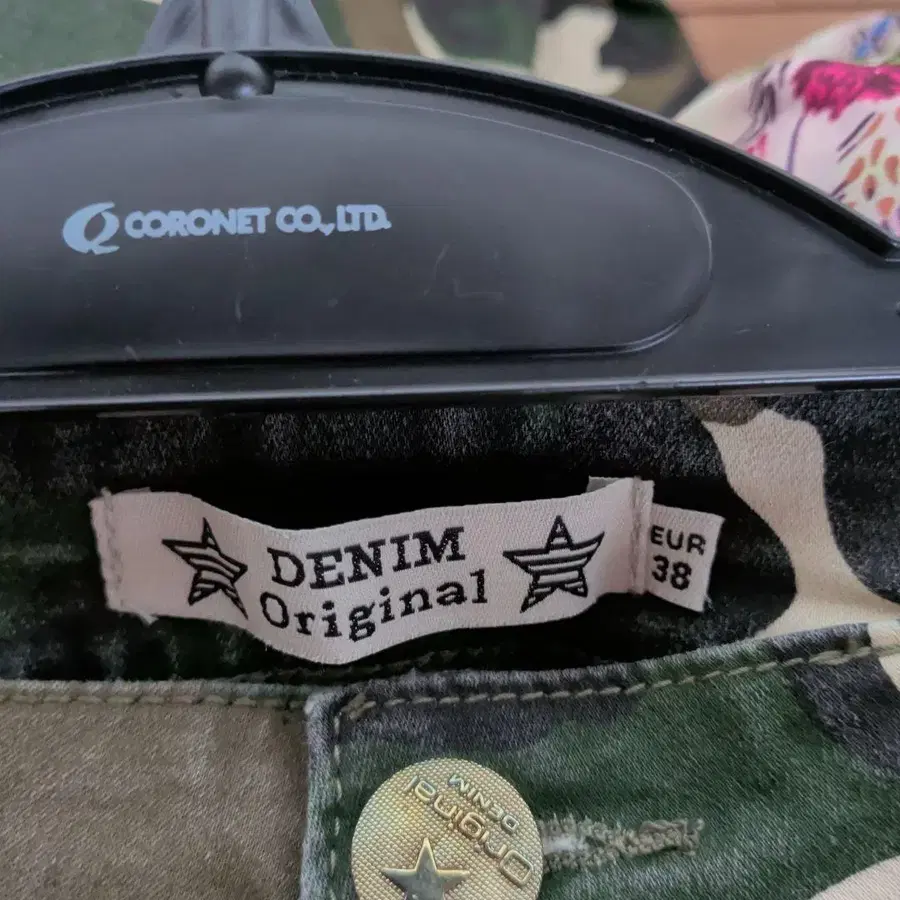 CORONET CO., LTD.
DENIM
Original
EUR
38
Original
DENIM